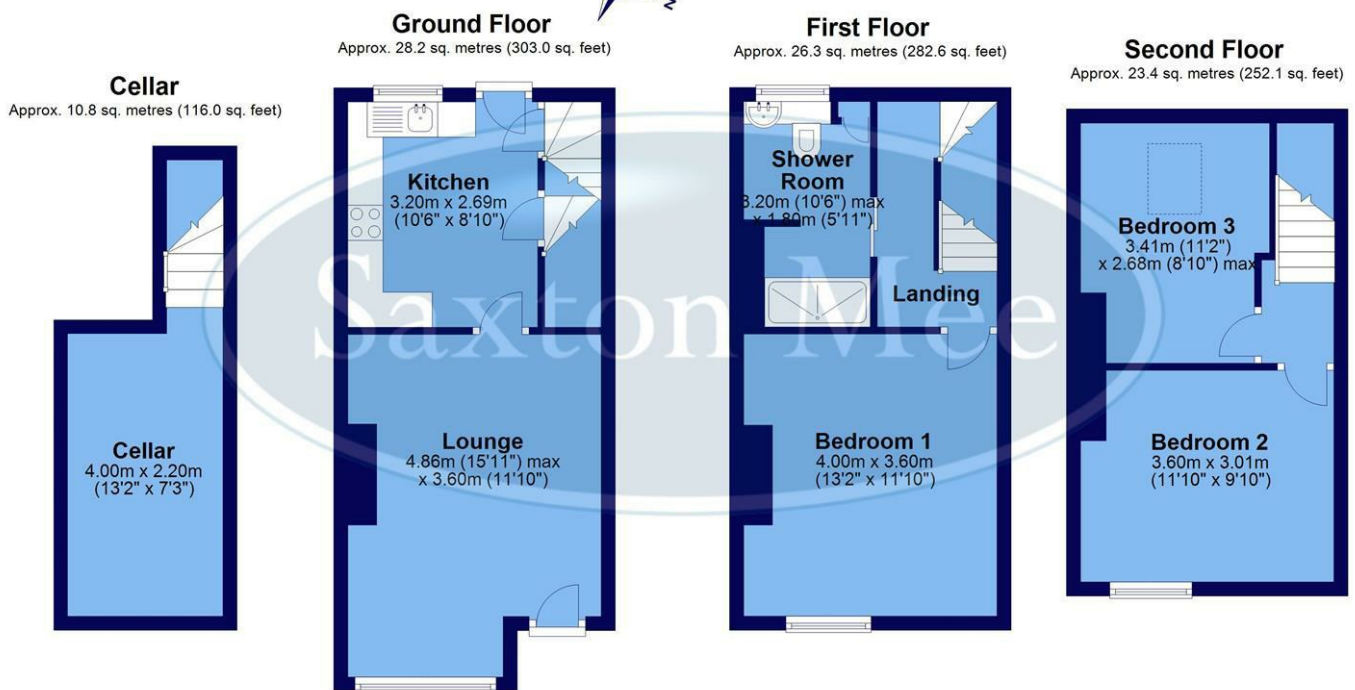 Ground Floor
Approx. 28.2 sq. metres (303.0 sq. feet)
First Floor
Approx. 26.3 sq. metres (282.6 sq. feet)
Second Floor
Approx. 23.4 sq. metres (252.1 sq. feet)
Cellar
Approx. 10.8 sq. metres (116.0 sq. feet)
Kitchen
3.20m x 2.69m
(10'6" x 8'10")
Shower
Room
3.20m (10'6") max
x 1.80m (5'11")
Landing
Bedroom 3
3.41m (11'2")
x 2.68m (8'10") max
Saxton Mee
Cellar
4.00m x 2.20m
(13'2" x 7'3")
Lounge
4.86m (15'11") max
x 3.60m (11'10")
Bedroom 1
4.00m x 3.60m
(13'2" x 11'10")
Bedroom 2
3.60m x 3.01m
(11'10" x 9'10")